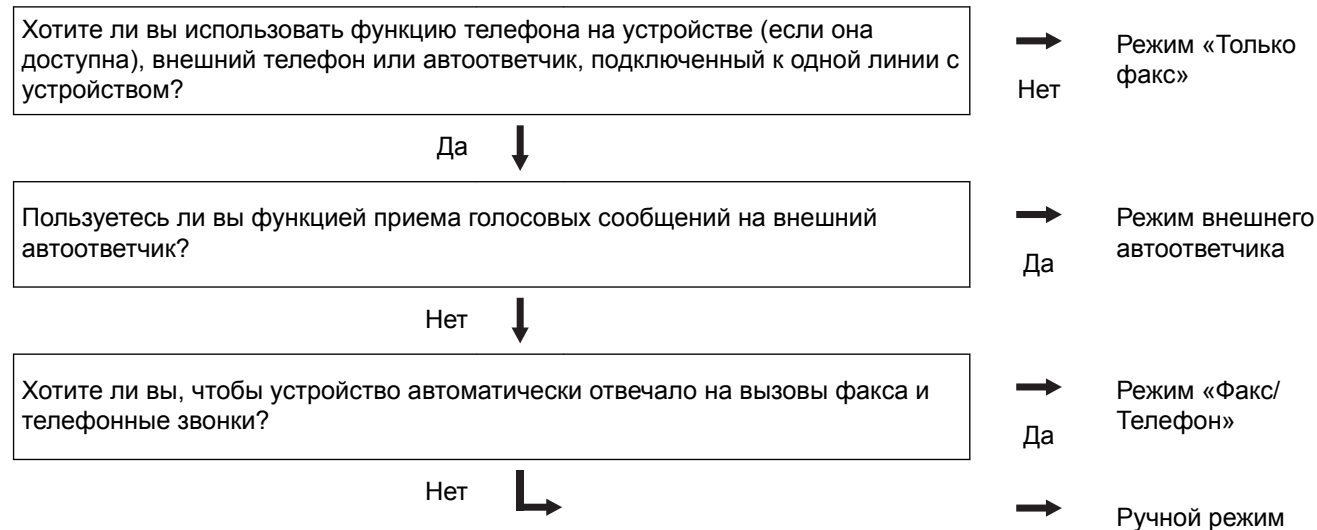 Хотите ли вы использовать функцию телефона на устройстве (если она
доступна), внешний телефон или автоответчик, подключенный к одной линии с
устройством?
Нет
Режим «Только
факс»
Да
Пользуетесь ли вы функцией приема голосовых сообщений на внешний
автоответчик?
Да
Режим внешнего
автоответчика
Нет
Хотите ли вы, чтобы устройство автоматически отвечало на вызовы факса и
телефонные звонки?
Да
Режим «Факс/
Телефон»
Нет
Ручной режим